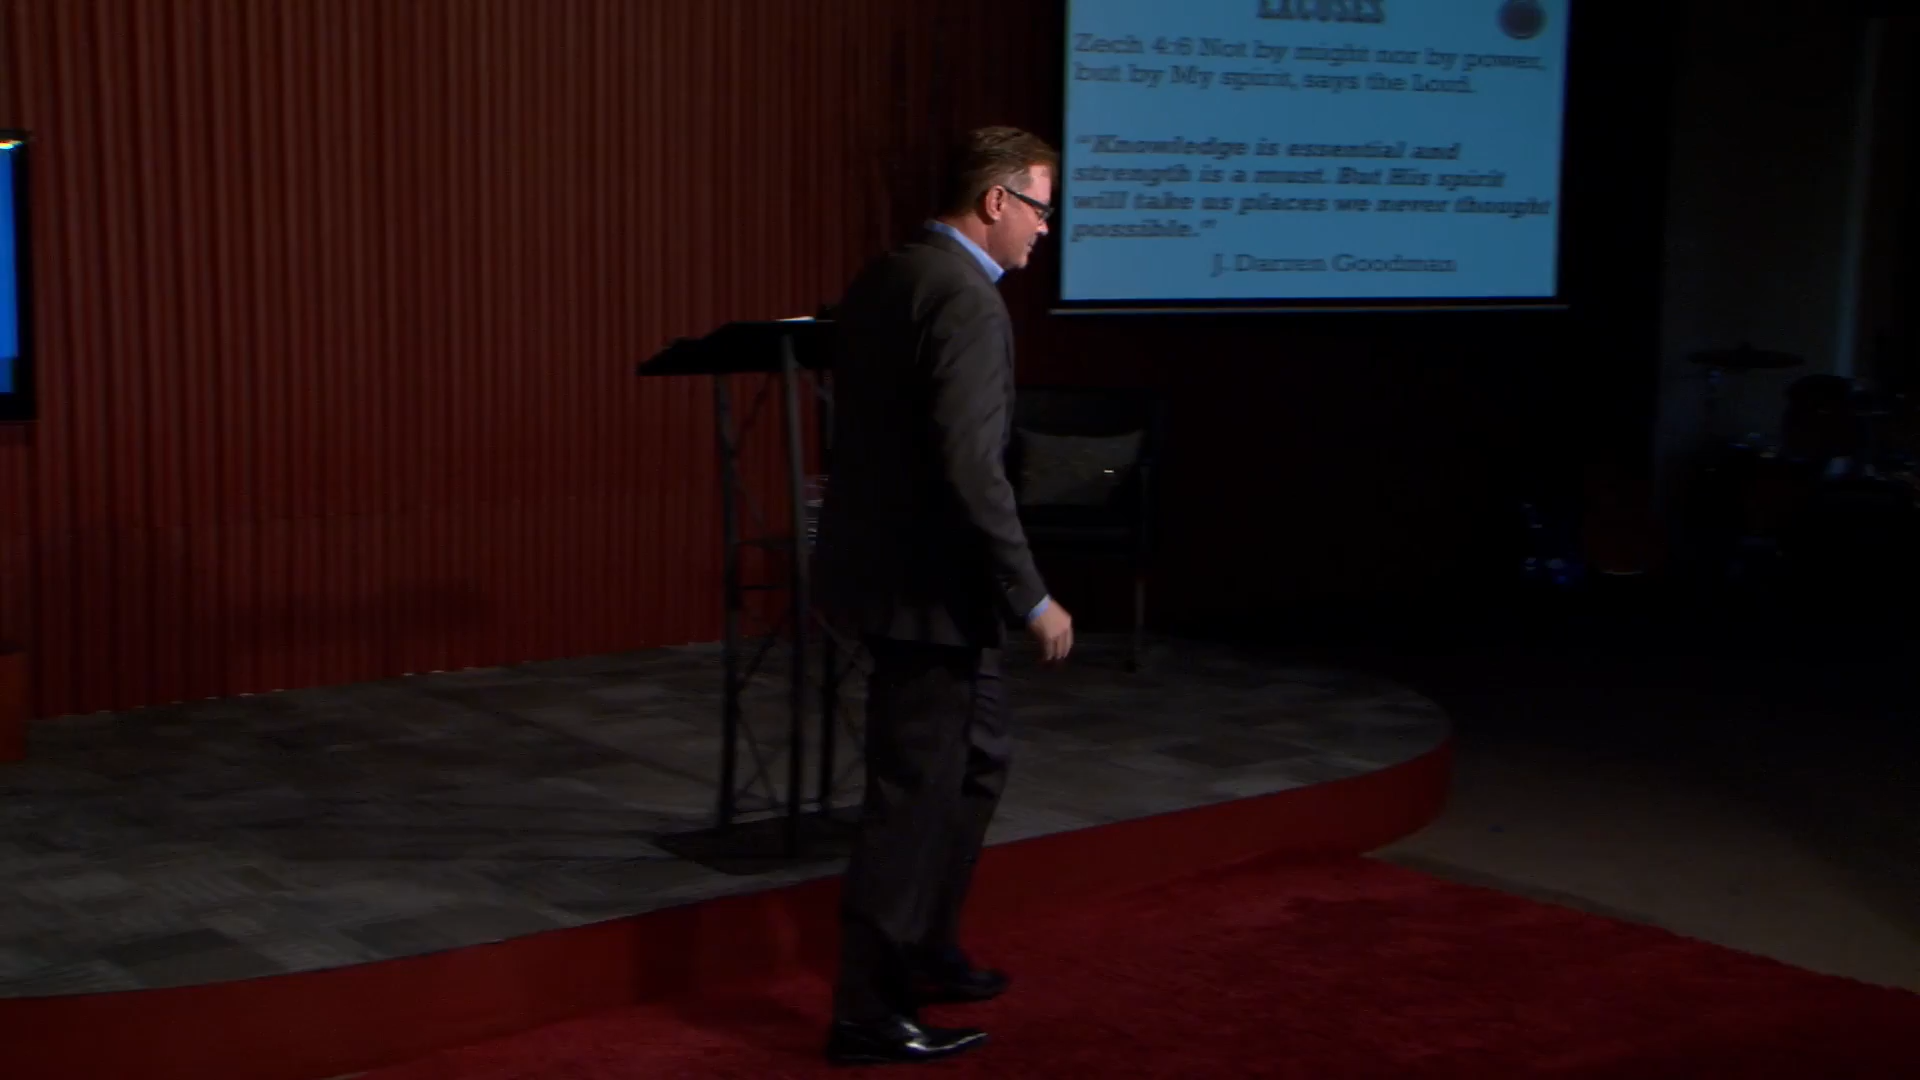 EXCUSES
Zech 4:6 Not by might nor by power,
but by My spirit, says the Lord.
"Knowledge is essential and
strength is a must. But His spirit
will take us places we never thought
possible."
J. Darren Goodman